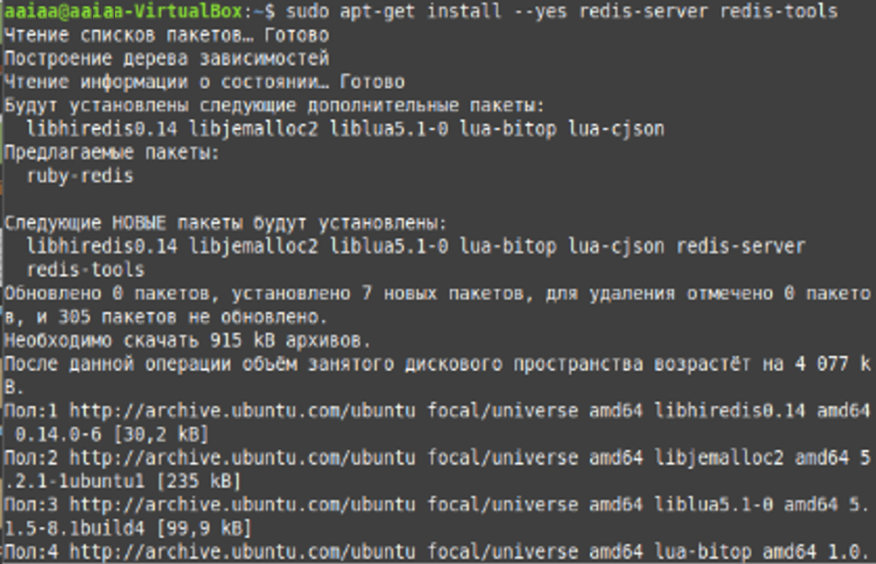 aaiaa@aaiaa-VirtualBox:~$ sudo apt-get install --yes redis-server redis-tools
Чтение списков пакетов… Готово
Построение дерева зависимостей
Чтение информации о состоянии… Готово
Будут установлены следующие дополнительные пакеты:
  libhiredis0.14 libjemalloc2 liblua5.1-0 lua-bitop lua-cjson
Предлагаемые пакеты:
  ruby-redis
Следующие НОВЫЕ пакеты будут установлены:
  libhiredis0.14 libjemalloc2 liblua5.1-0 lua-bitop lua-cjson redis-server
  redis-tools
Обновлено 0 пакетов, установлено 7 новых пакетов, для удаления отмечено 0 пакето
в, и 305 пакетов не обновлено.
Необходимо скачать 915 kB архивов.
После данной операции объём занятого дискового пространства возрастёт на 4 077 k
B.
Пол:1 http://archive.ubuntu.com/ubuntu focal/universe amd64 libhiredis0.14 amd64
 0.14.0-6 [30,2 kB]
Пол:2 http://archive.ubuntu.com/ubuntu focal/universe amd64 libjemalloc2 amd64 5
.2.1-1ubuntu1 [235 kB]
Пол:3 http://archive.ubuntu.com/ubuntu focal/universe amd64 liblua5.1-0 amd64 5.
1.5-8.1build4 [99,9 kB]
Пол:4 http://archive.ubuntu.com/ubuntu focal/universe amd64 lua-bitop amd64 1.0.